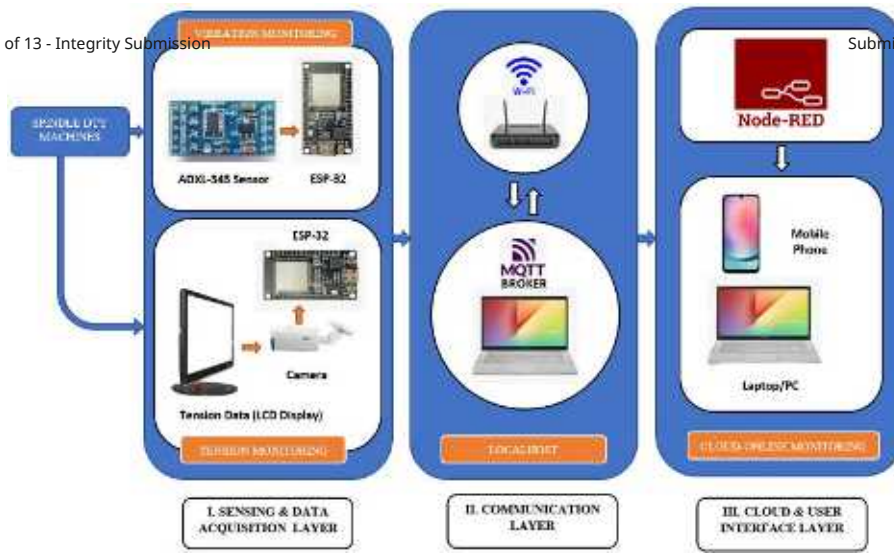 of 13 - Integrity Submission
Submi
VIBRATION MONITORING
SPINDLE DTY
MACHINES
ADXL-345 Sensor
ESP-32
ESP-32
Camera
Tension Data (LCD Display)
TENSION MONITORING
I. SENSING & DATA
ACQUISITION LAYER
Wi-Fi
MQTT
BROKER
LOCALHOST
II. COMMUNICATION
LAYER
Node-RED
Mobile
Phone
Laptop/PC
CLOUD-ONLINE MONITORING
III. CLOUD & USER
INTERFACE LAYER